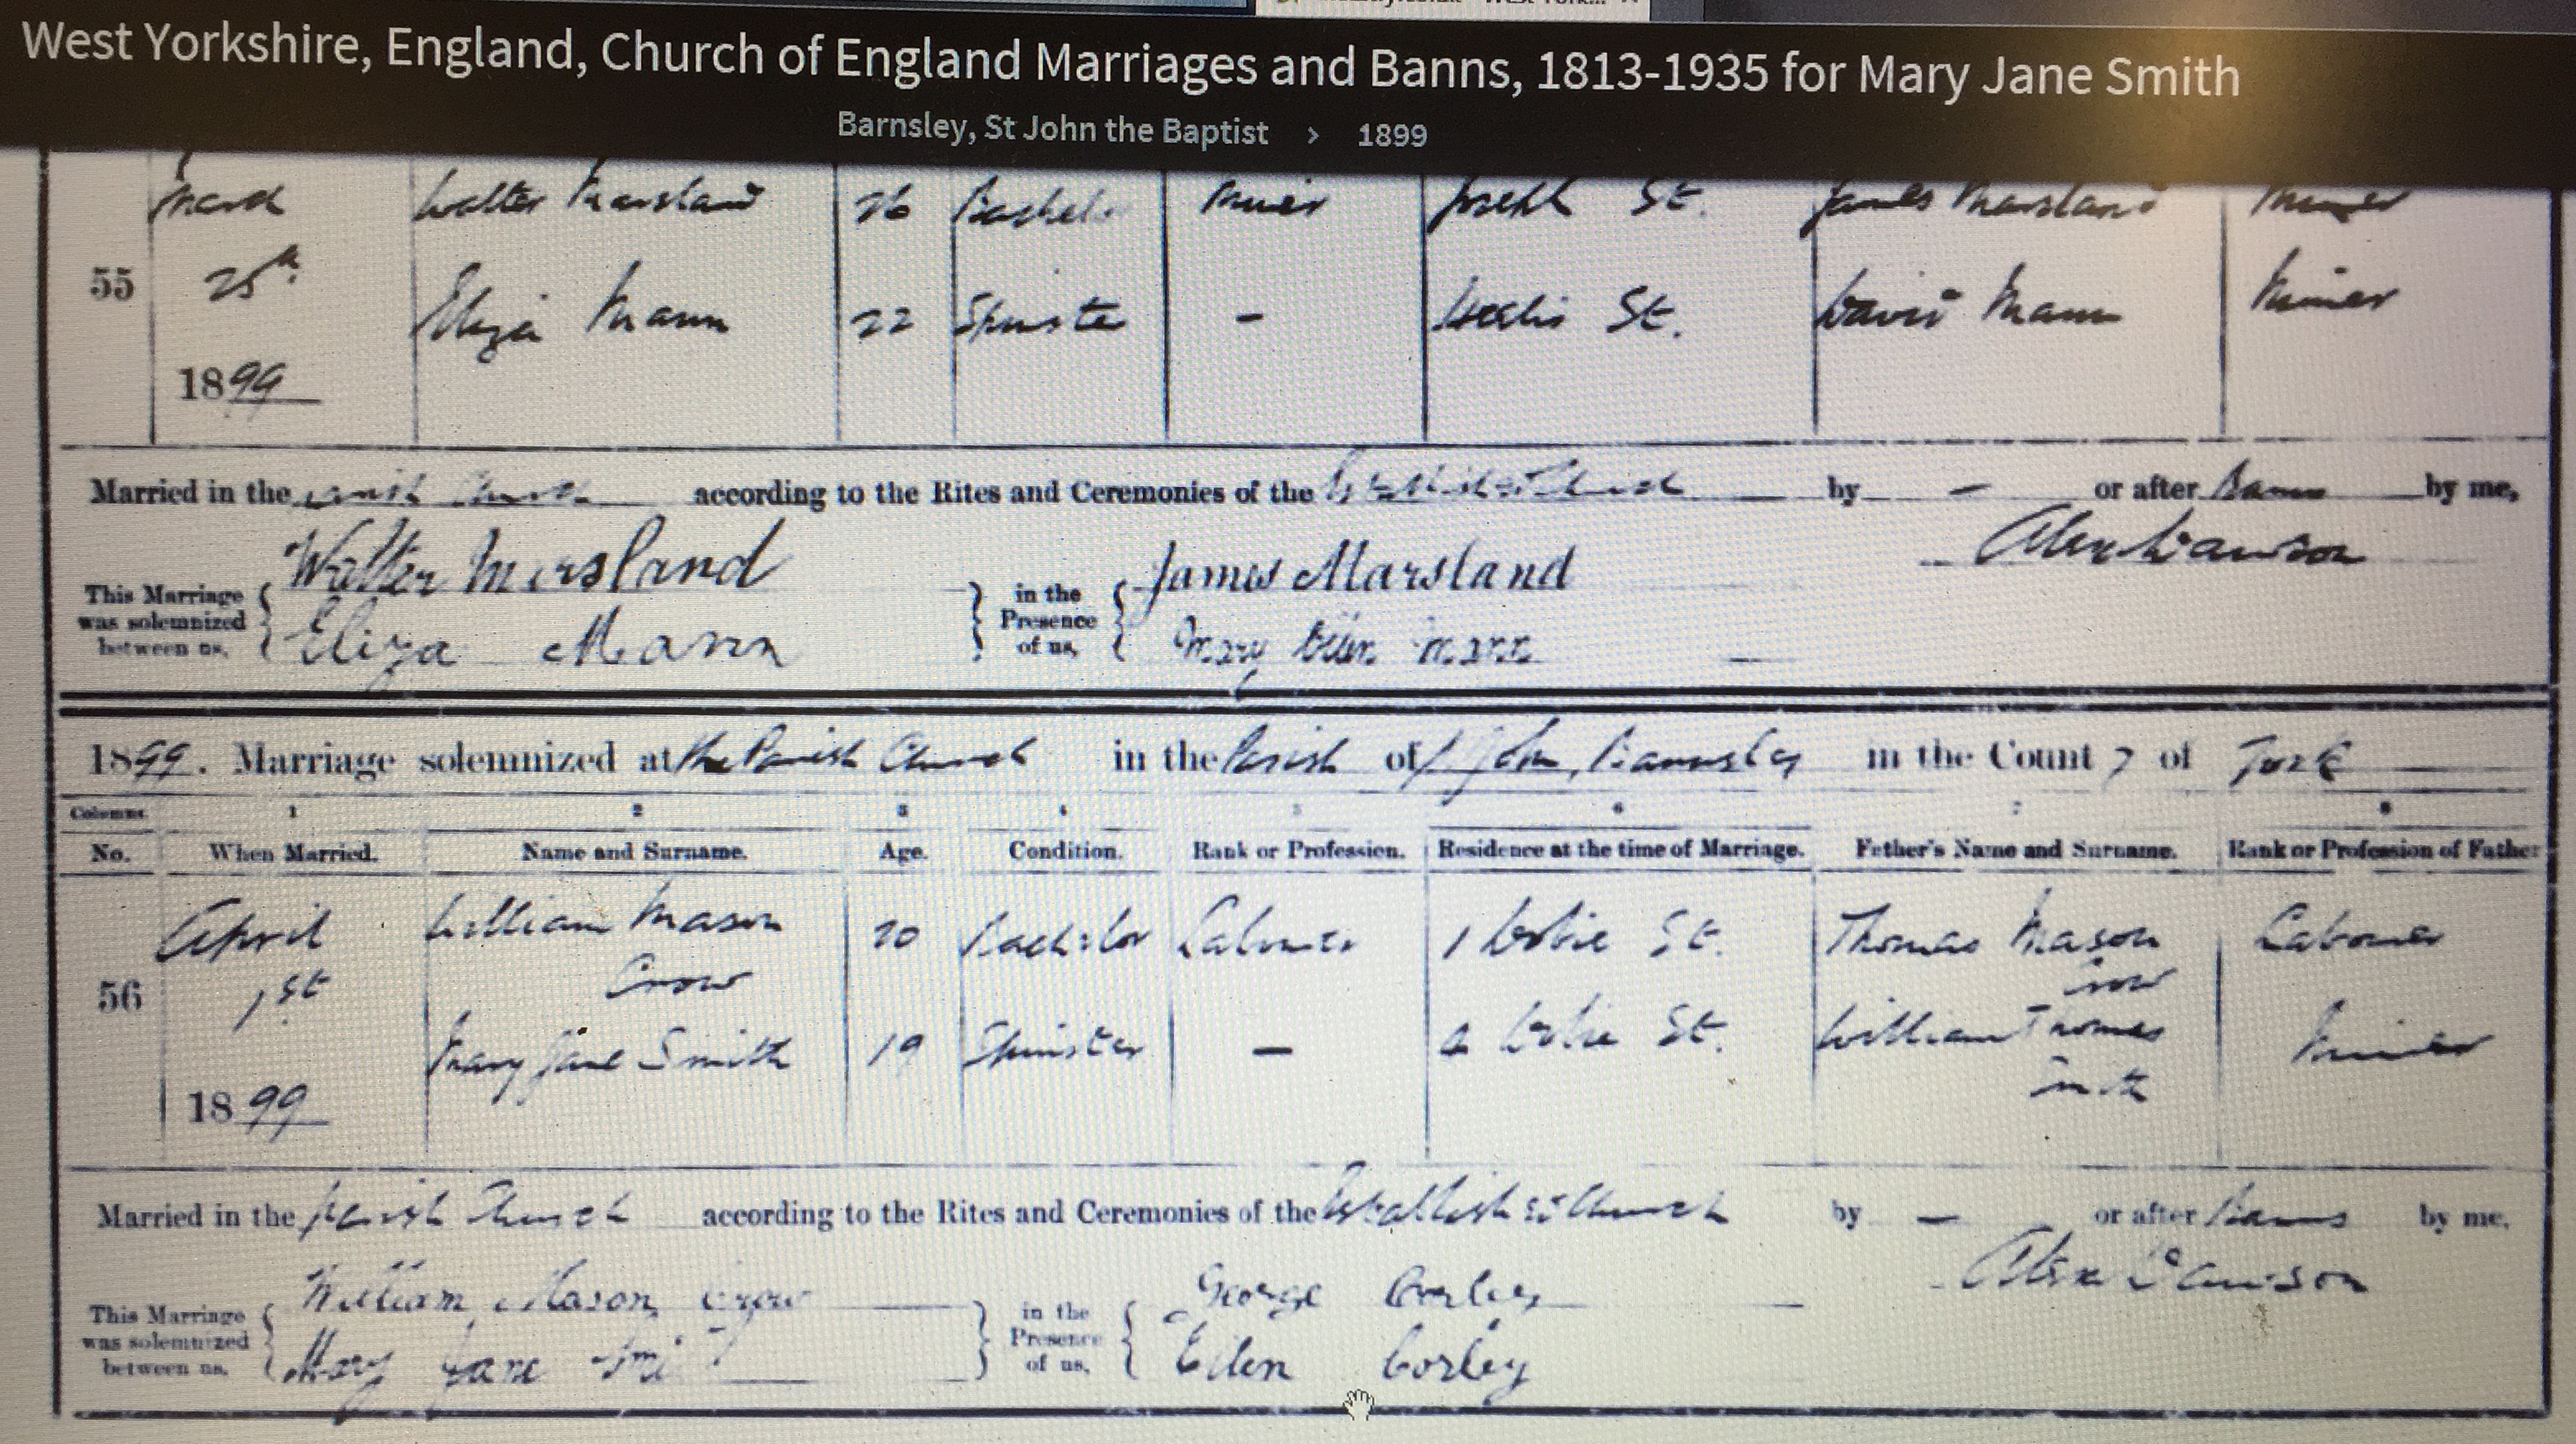 West Yorkshire, England, Church of England Marriages and Banns, 1813-1935 for Mary Jane Smith
Barnsley, St John the Baptist > 1899
March Walter Marsland 26 Bachelor Miner Joseph St. James Marsland Miner
55 25th Eliza Mann 22 Spinster - St. David Mann Miner
1899
Married in the Parish Church according to the Rites and Ceremonies of the Established Church by — or after Banns by me,
Alex Dawson
This Marriage was solemnized between us, Walter Marsland in the Presence of us, James Marsland
Eliza Mann Mary Ellen Mann
1899. Marriage solemnized at the Parish Church in the Parish of St John, Barnsley in the County of York
Columns 1 2 3 4 5 6 7 8
No. When Married. Name and Surname. Age. Condition. Rank or Profession. Residence at the time of Marriage. Father's Name and Surname. Rank or Profession of Father
April William Mason Crow 20 Bachelor Labourer 1 Leslie St. Thomas Mason Crow Labourer
56 1st Mary Jane Smith 19 Spinster — Leslie St. William Thomas Smith Miner
1899
Married in the Parish Church according to the Rites and Ceremonies of the Established Church by — or after Banns by me,
Alex Dawson
This Marriage was solemnized between us, William Mason Crow in the Presence of us, George Corley
Mary Jane Smith Ellen Corley